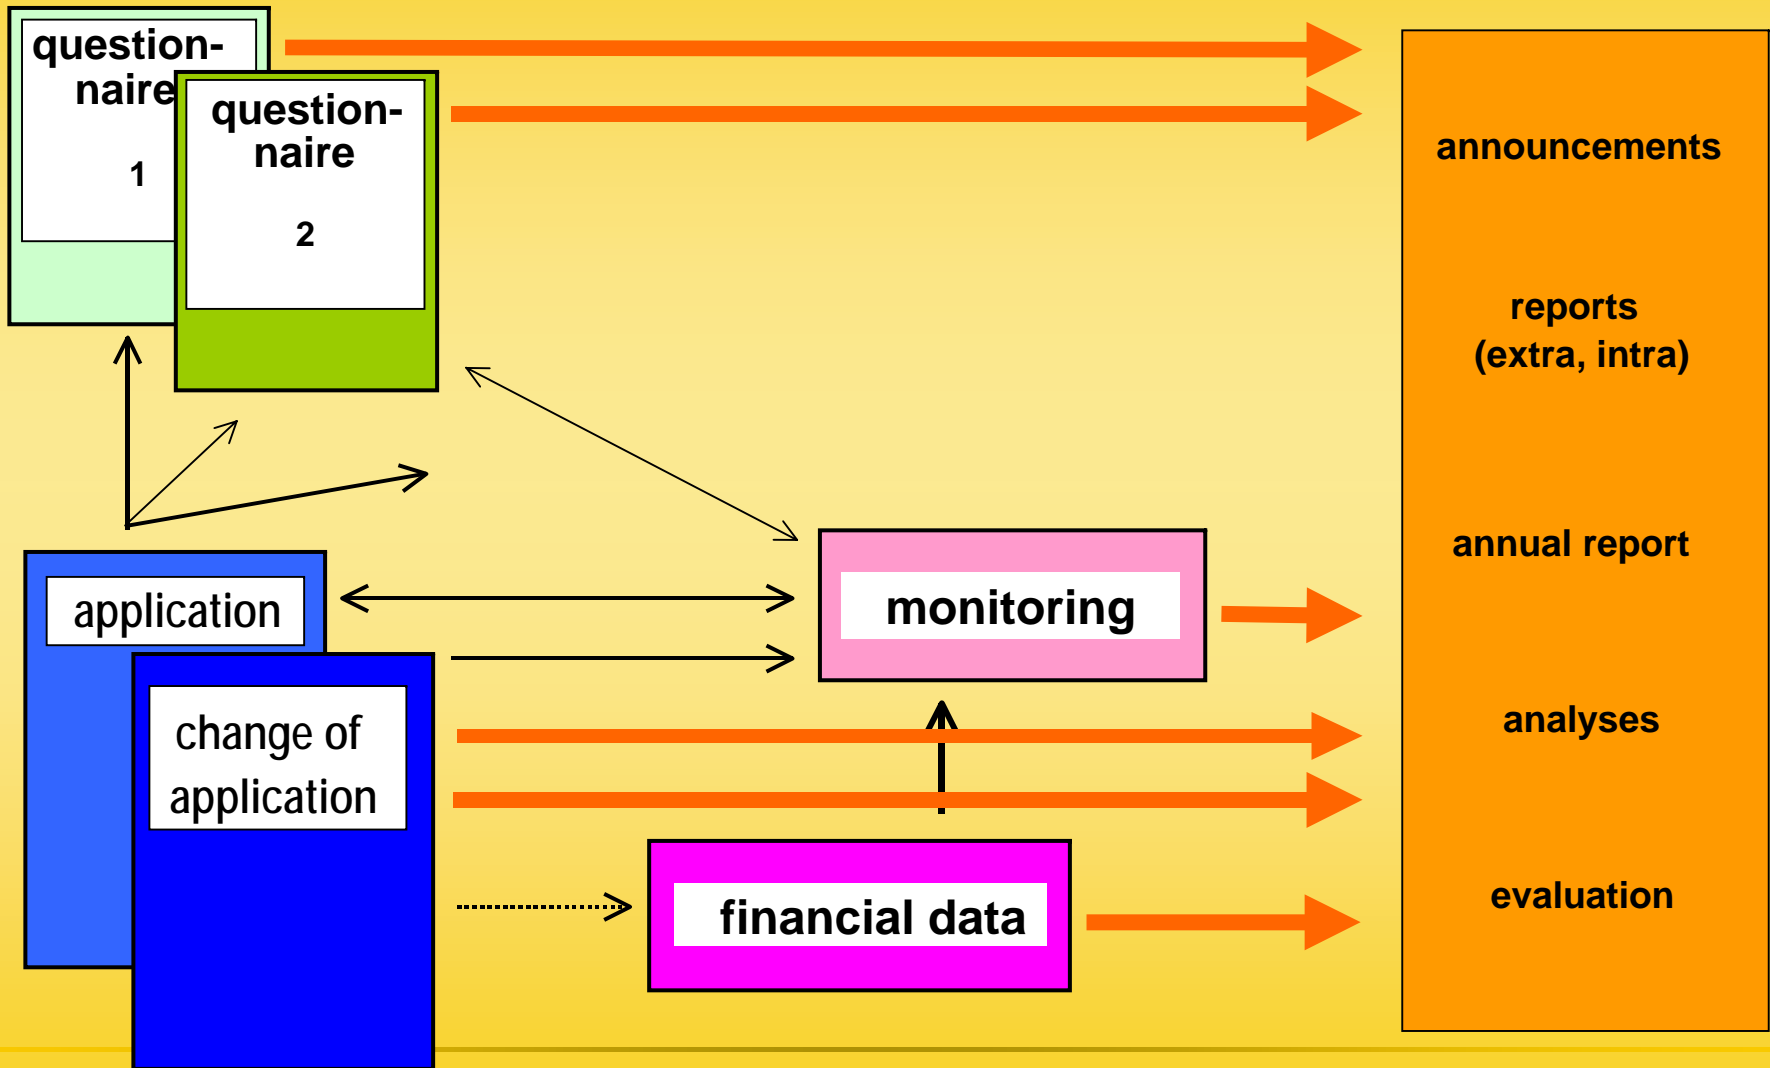 question-
naire
1
question-
naire
2
application
change of
application
monitoring
financial data
announcements
reports
(extra, intra)
annual report
analyses
evaluation